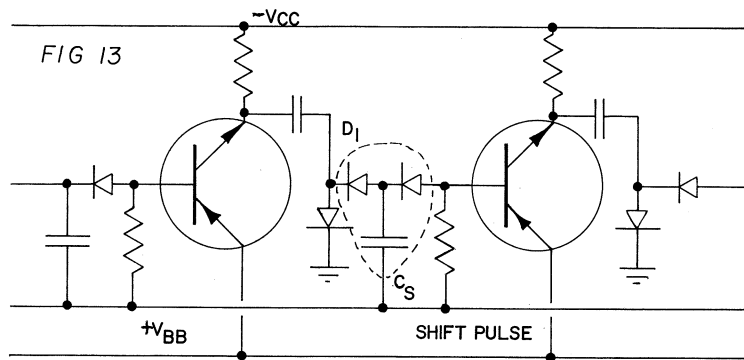 -VCC
FIG 13
D1
CS
+VBB
SHIFT PULSE